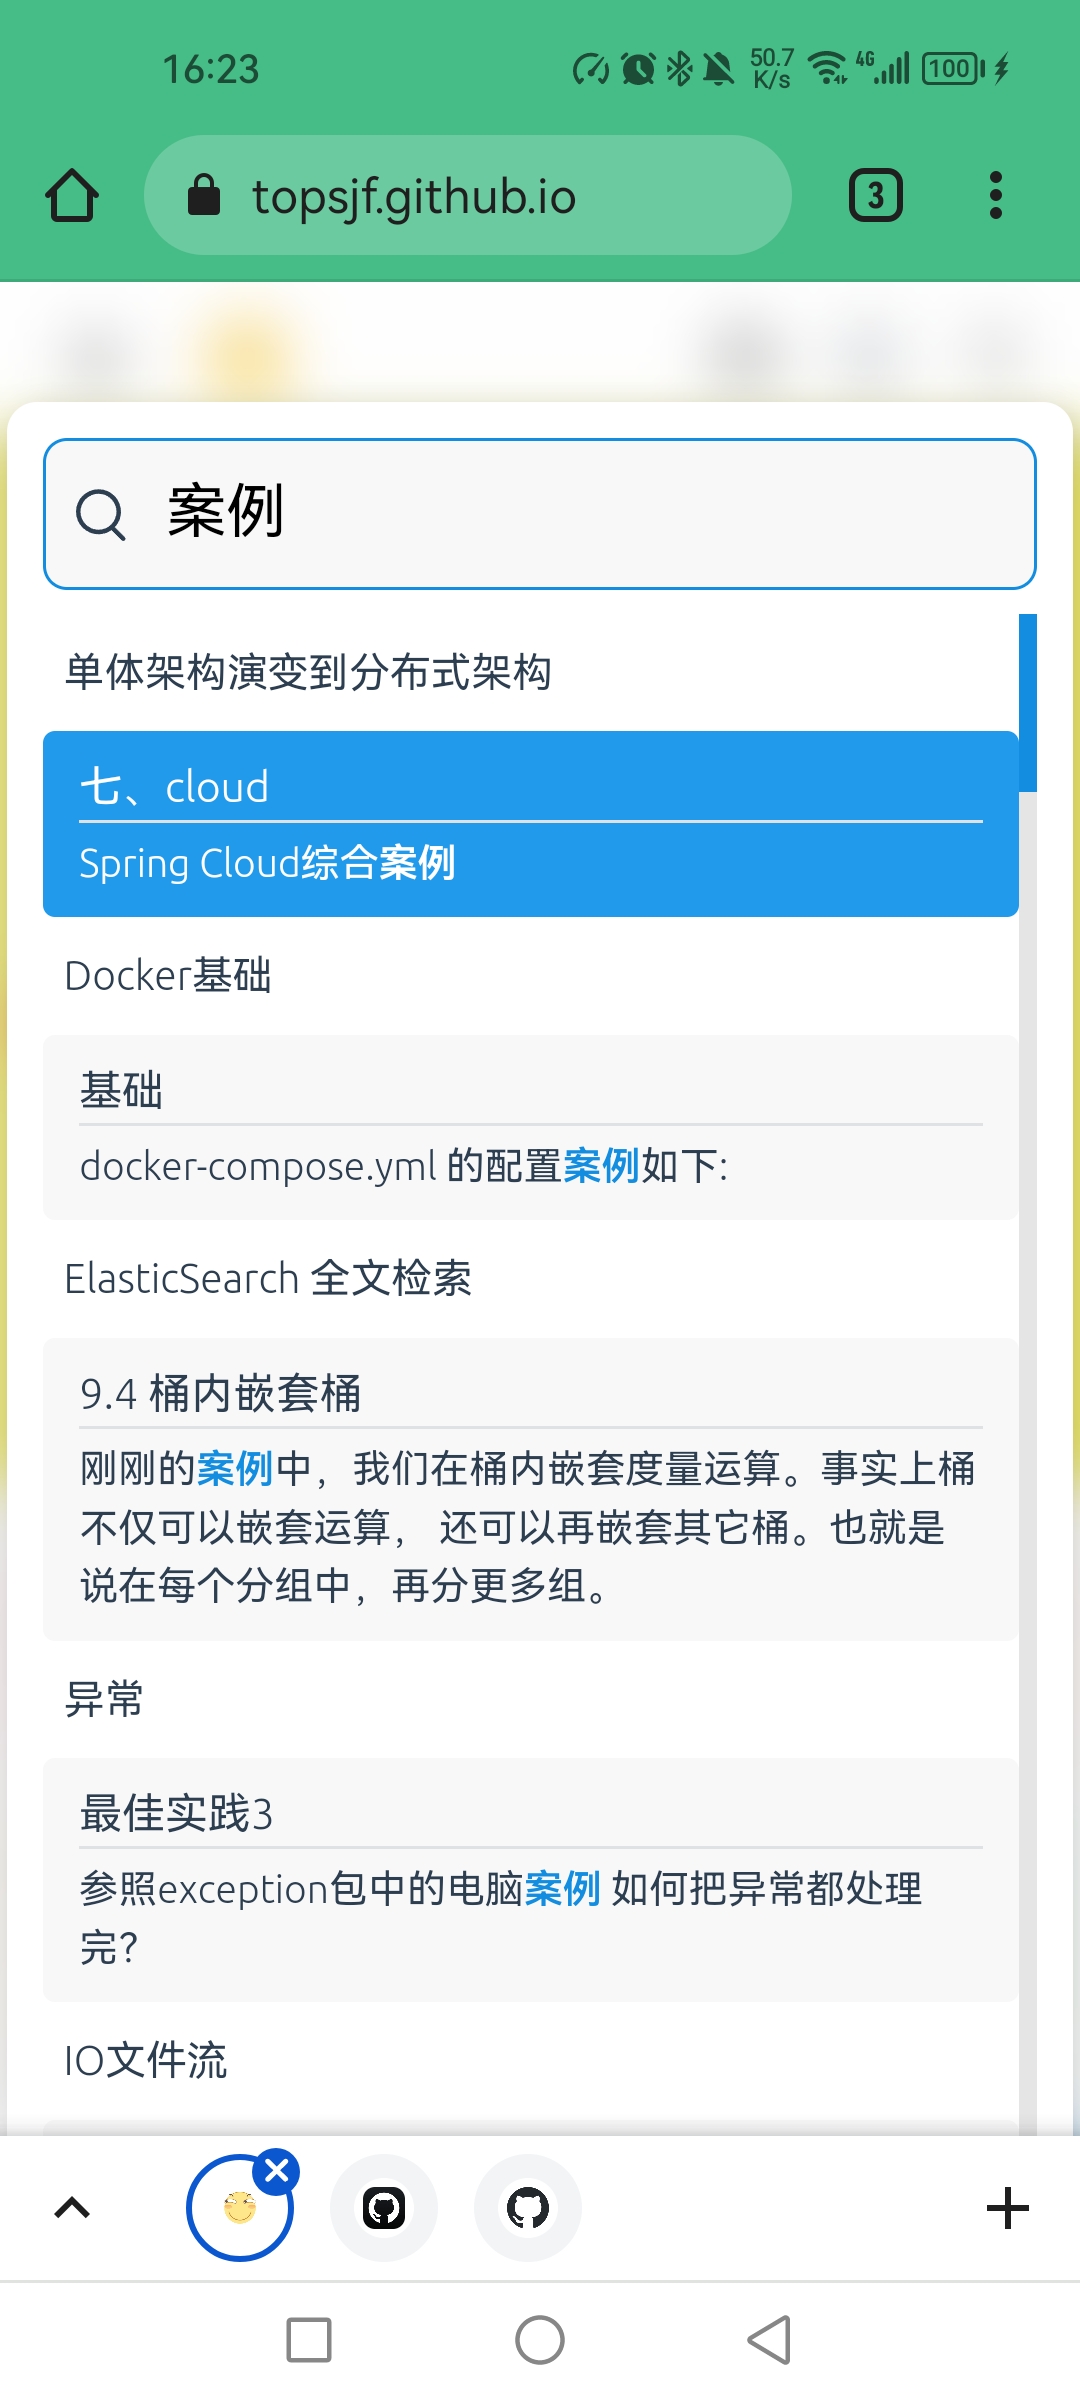 16:23
50.7
K/s
4G
100
topsjf.github.io
3
案例
单体架构演变到分布式架构
七、cloud
Spring Cloud综合案例
Docker基础
基础
docker-compose.yml 的配置案例如下:
ElasticSearch 全文检索
9.4 桶内嵌套桶
刚刚的案例中，我们在桶内嵌套度量运算。事实上桶
不仅可以嵌套运算， 还可以再嵌套其它桶。也就是
说在每个分组中，再分更多组。
异常
最佳实践3
参照exception包中的电脑案例 如何把异常都处理
完？
IO文件流